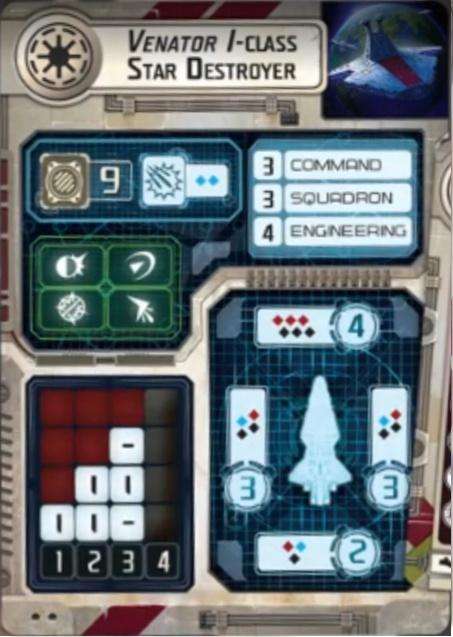 VENATOR I-CLASS
STAR DESTROYER
9
3 COMMAND
3 SQUADRON
4 ENGINEERING
4
-
I I
3
3
I I -
1 2 3 4
2